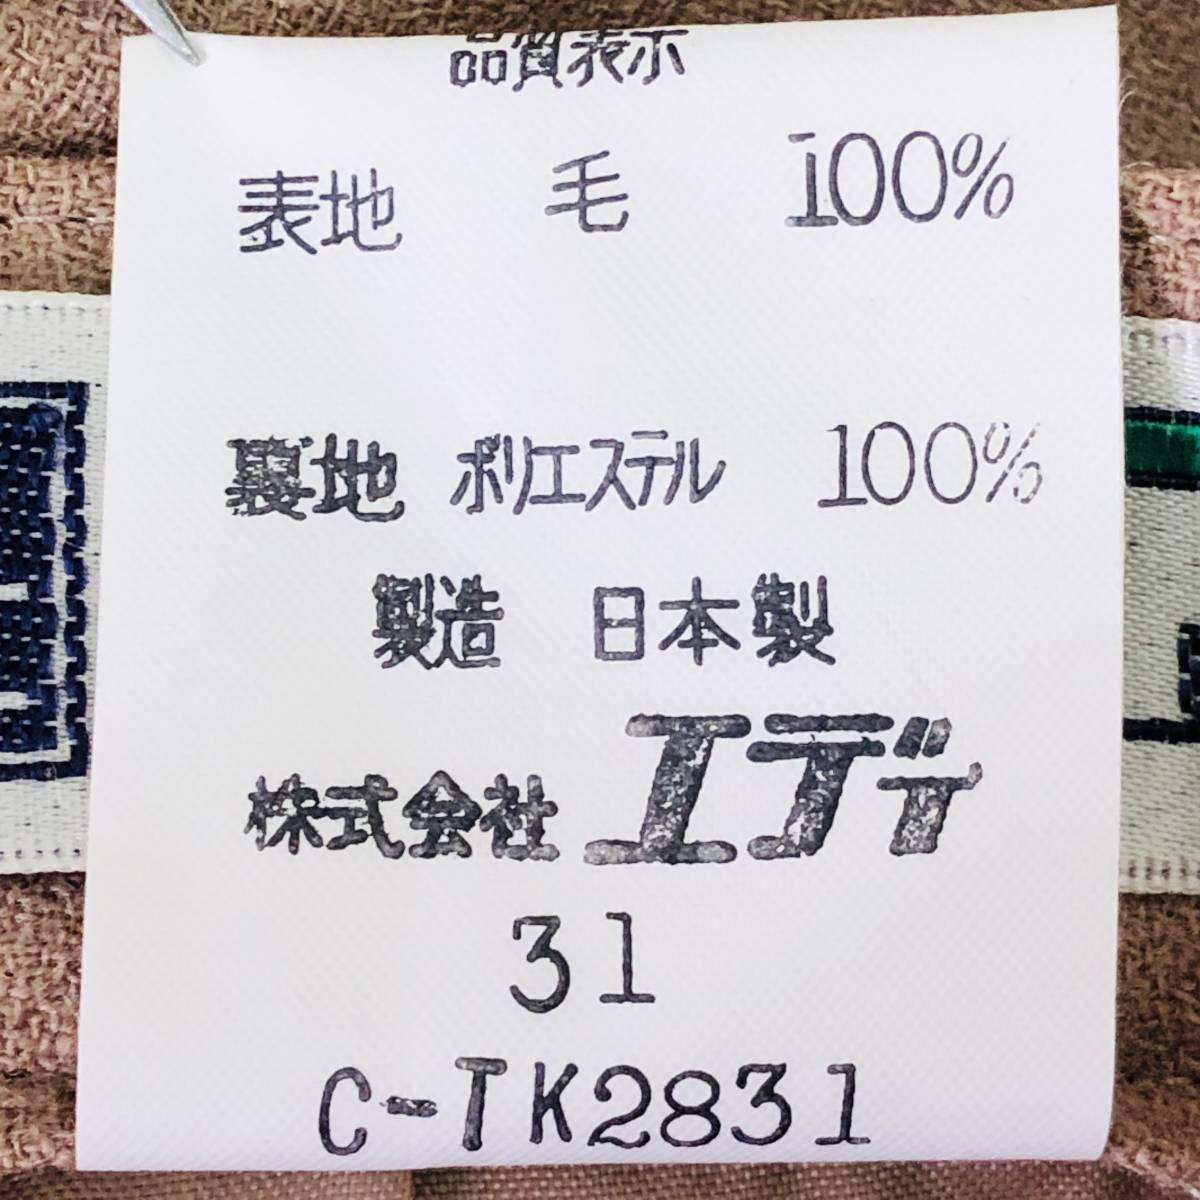 品質表示
表地 毛 100%
裏地 ポリエステル 100%
製造 日本製
株式会社 エディ
31
C-TK2831